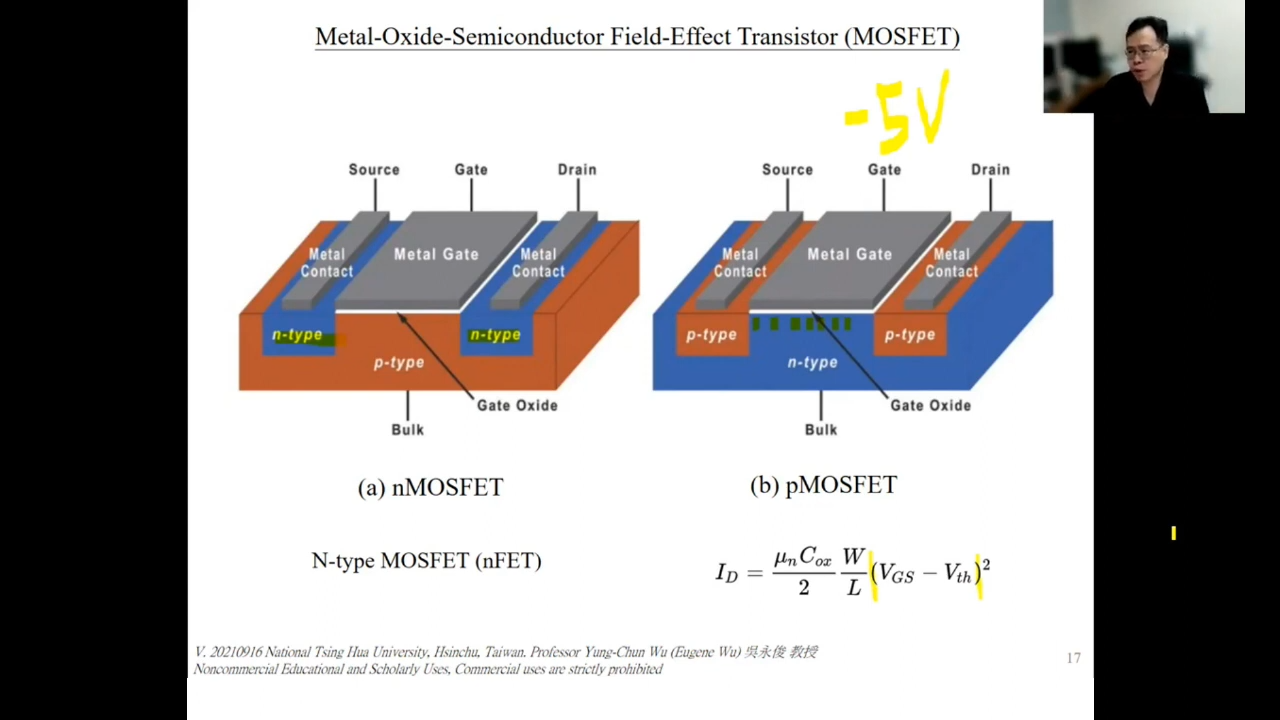 Metal-Oxide-Semiconductor Field-Effect Transistor (MOSFET)
-5V
Source Gate Drain
Metal Contact
Metal Gate
Metal Contact
n-type
n-type
p-type
Gate Oxide
Bulk
(a) nMOSFET
Source Gate Drain
Metal Contact
Metal Gate
Metal Contact
p-type
p-type
n-type
Gate Oxide
Bulk
(b) pMOSFET
N-type MOSFET (nFET)
I_D = \frac{μ_n C_{ox}}{2} \frac{W}{L} (V_{GS} − V_{th})^2
V. 20210916 National Tsing Hua University, Hsinchu, Taiwan. Professor Yung-Chun Wu (Eugene Wu) 吳永俊 教授
Noncommercial Educational and Scholarly Uses, Commercial uses are strictly prohibited
17